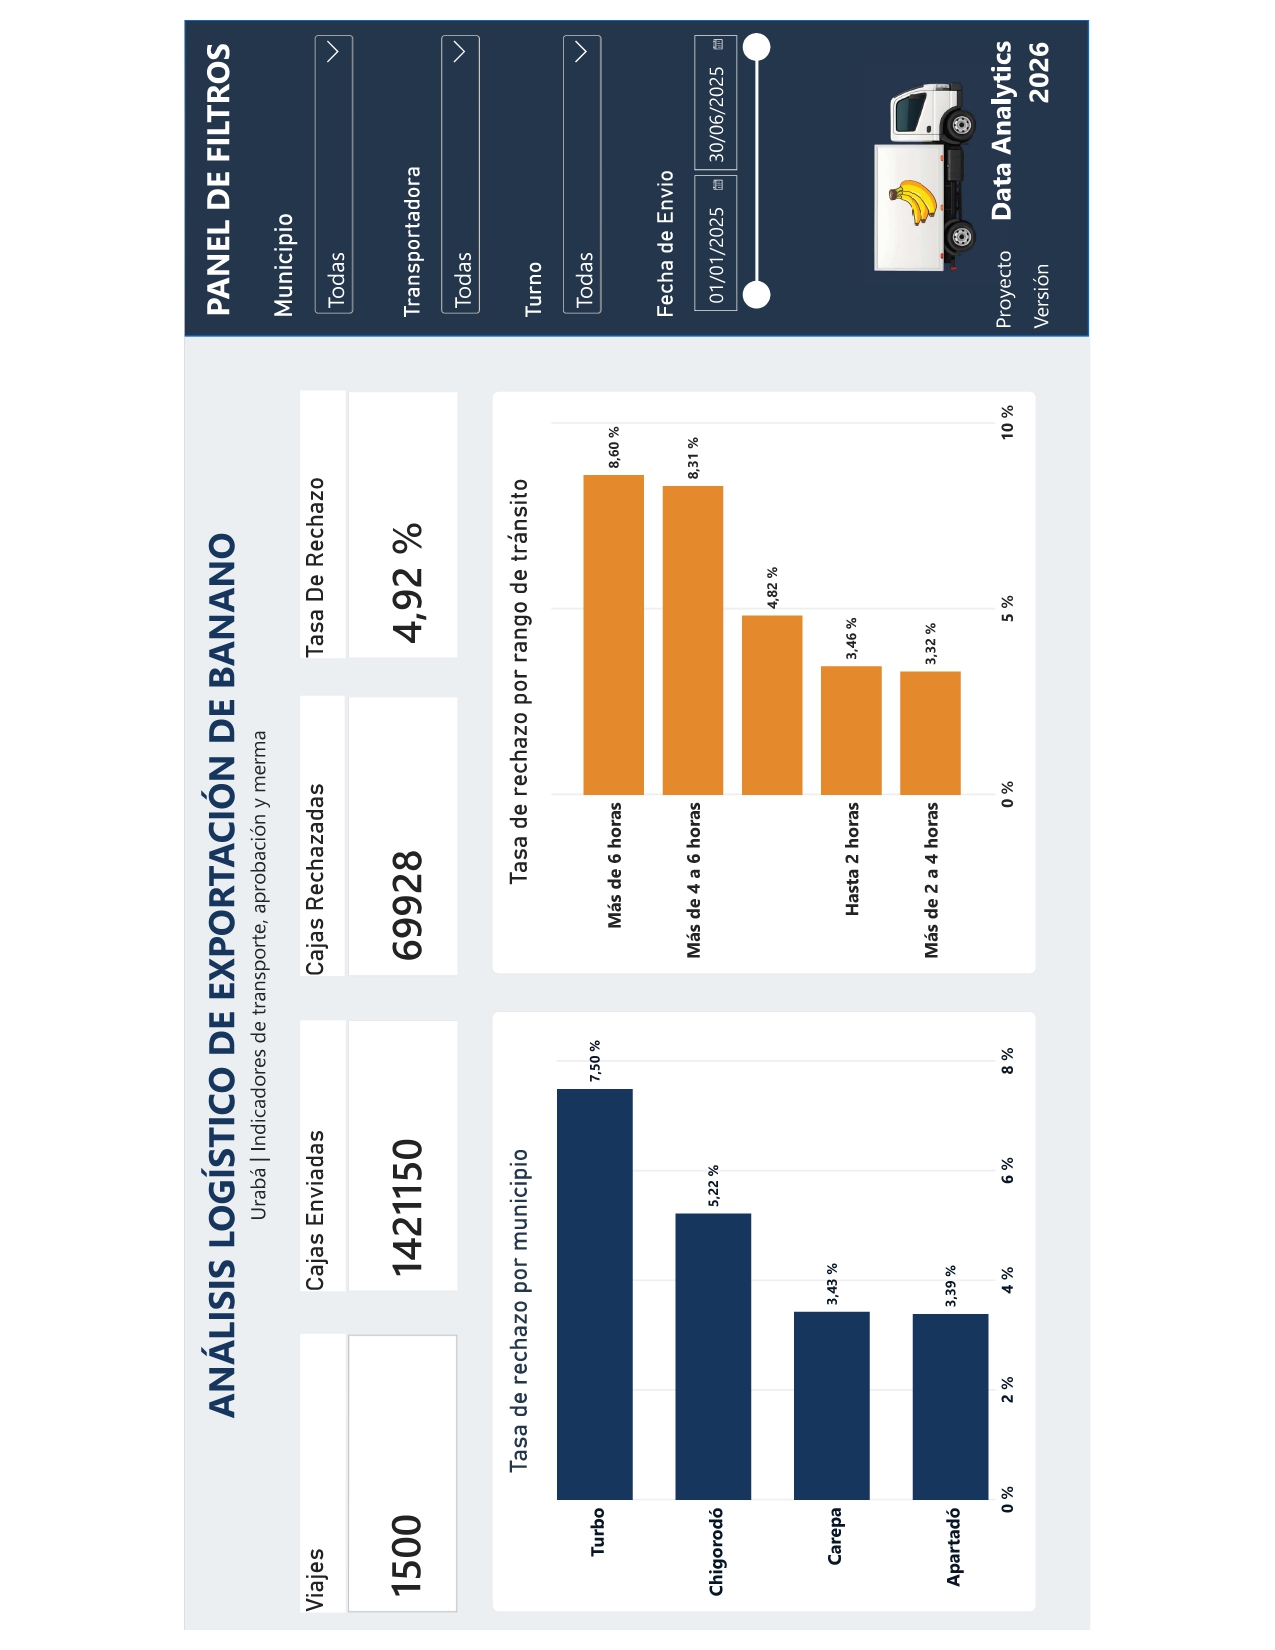 ANÁLISIS LOGÍSTICO DE EXPORTACIÓN DE BANANO
Urabá | Indicadores de transporte, aprobación y merma
Viajes
1500
Cajas Enviadas
1421150
Cajas Rechazadas
69928
Tasa De Rechazo
4,92 %
Tasa de rechazo por municipio
Turbo 7,50 %
Chigorodó 5,22 %
Carepa 3,43 %
Apartadó 3,39 %
0 % 2 % 4 % 6 % 8 %
Tasa de rechazo por rango de tránsito
Más de 6 horas 8,60 %
Más de 4 a 6 horas 8,31 %
4,82 %
Hasta 2 horas 3,46 %
Más de 2 a 4 horas 3,32 %
0 % 5 % 10 %
PANEL DE FILTROS
Municipio
Todas
Transportadora
Todas
Turno
Todas
Fecha de Envio
01/01/2025 30/06/2025
Proyecto Data Analytics
Versión 2026